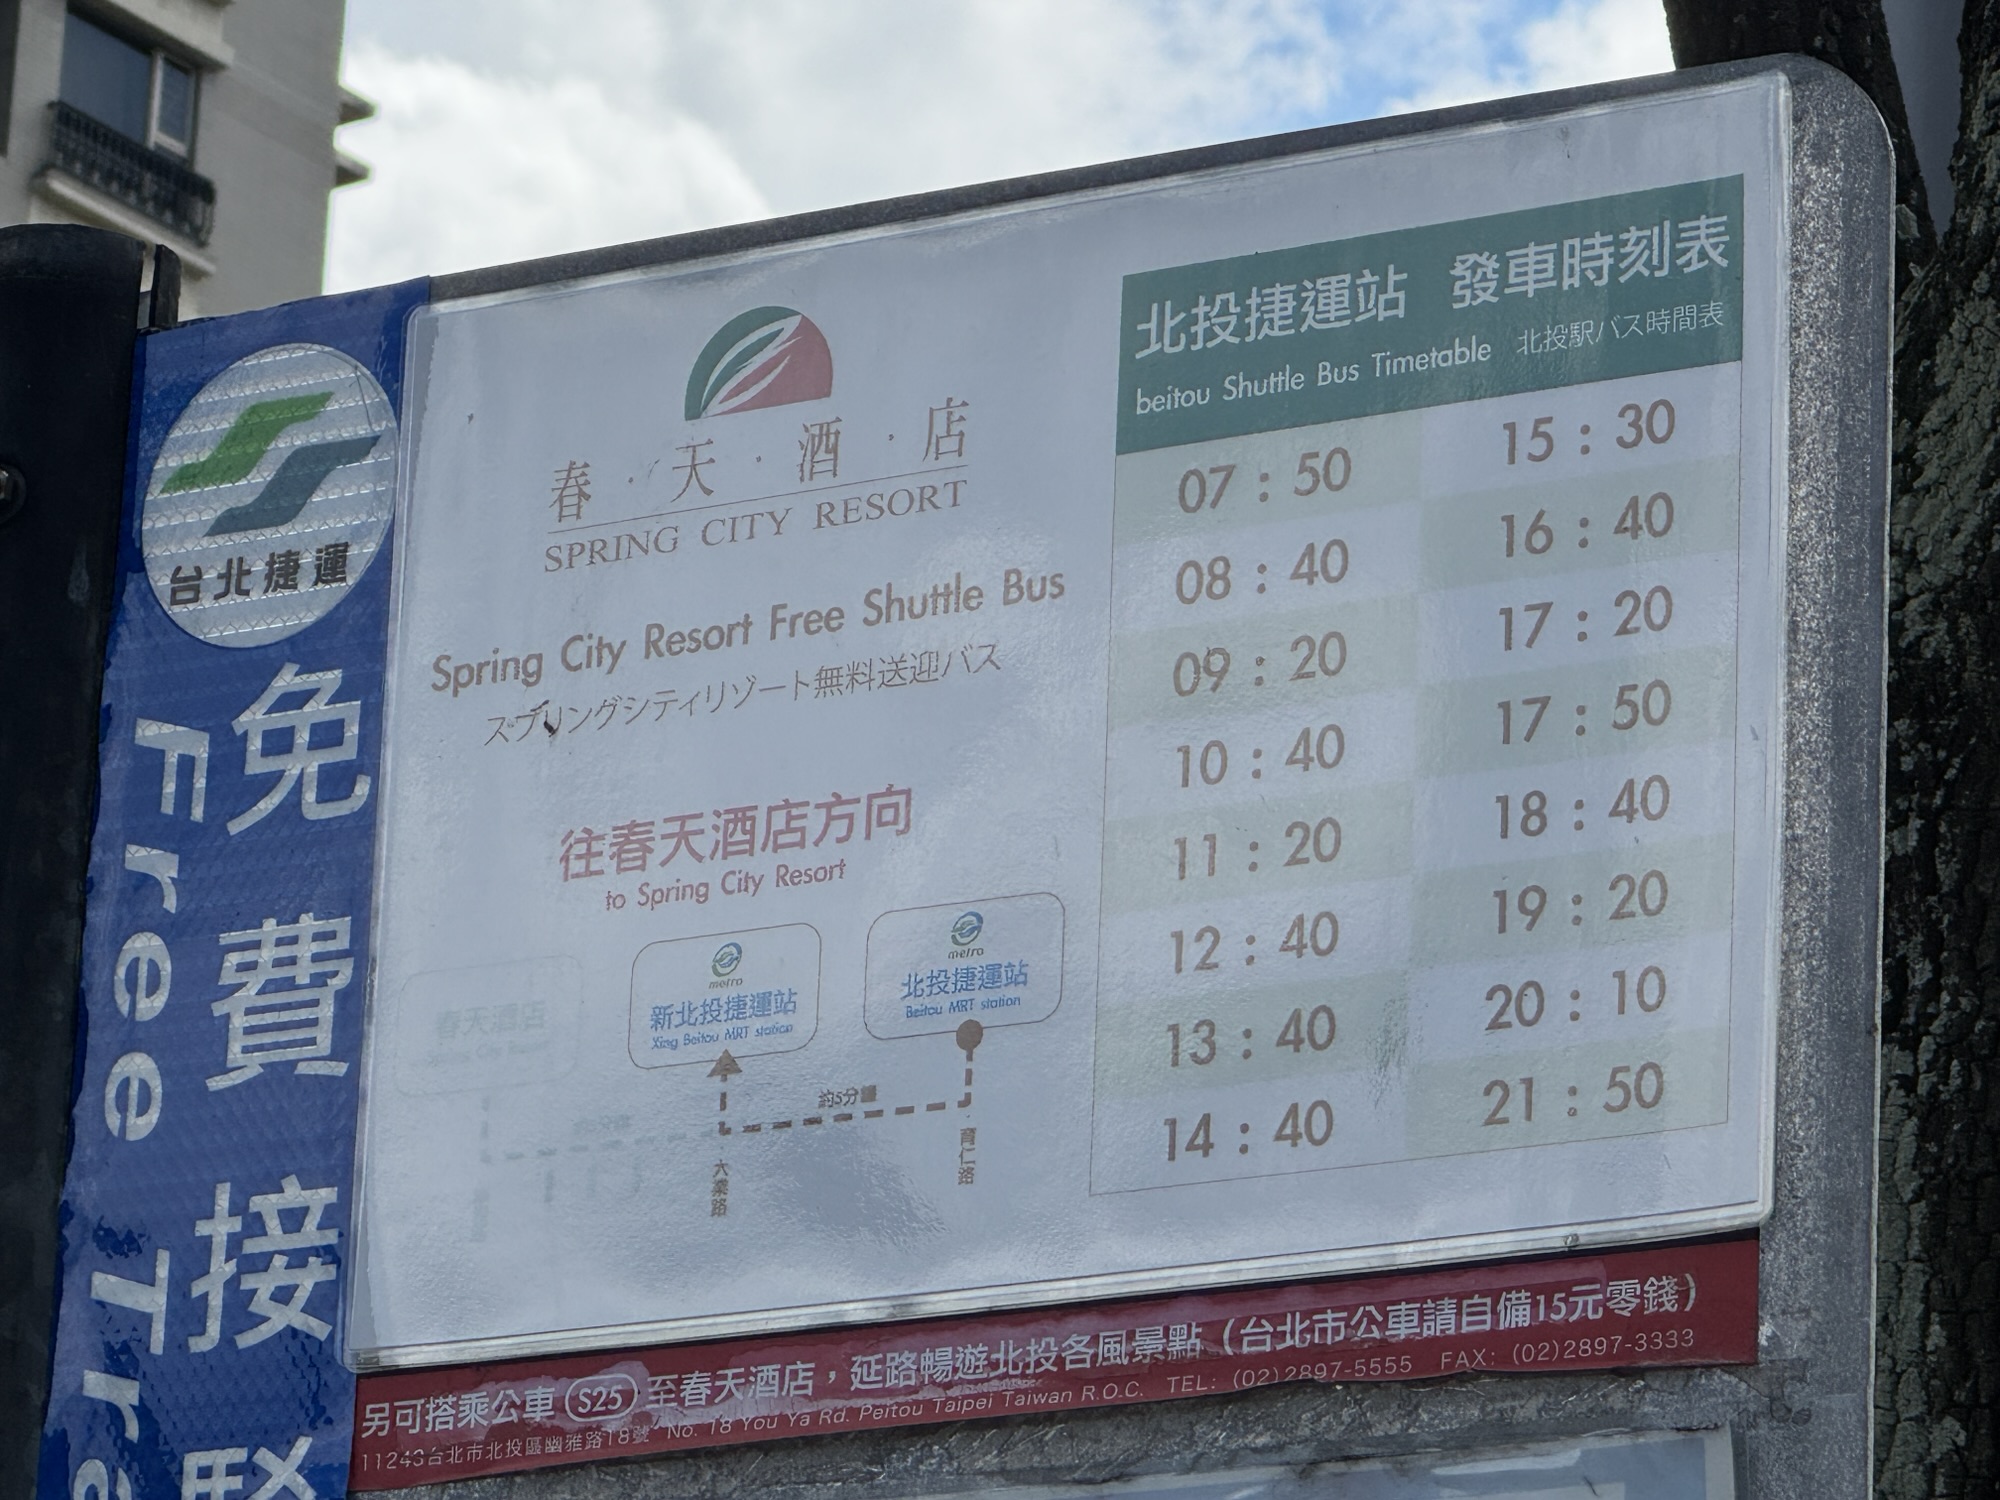 台北捷運
免費接駁
Free Tra
春·天·酒·店
SPRING CITY RESORT
Spring City Resort Free Shuttle Bus
スプリングシティリゾート無料送迎バス
往春天酒店方向
to Spring City Resort
metro
新北投捷運站
Xing Beitou MRT station
metro
北投捷運站
Beitou MRT station
約5分鐘
育仁路
北投捷運站 發車時刻表
beitou Shuttle Bus Timetable 北投駅バス時間表
07:50 15:30
08:40 16:40
09:20 17:20
10:40 17:50
11:20 18:40
12:40 19:20
13:40 20:10
14:40 21:50
另可搭乘公車 S25 至春天酒店，延路暢遊北投各風景點（台北市公車請自備15元零錢）
11243台北市北投區幽雅路18號 No. 18 You Ya Rd. Peitou Taipei Taiwan R.O.C. TEL: (02)2897-5555 FAX: (02)2897-3333